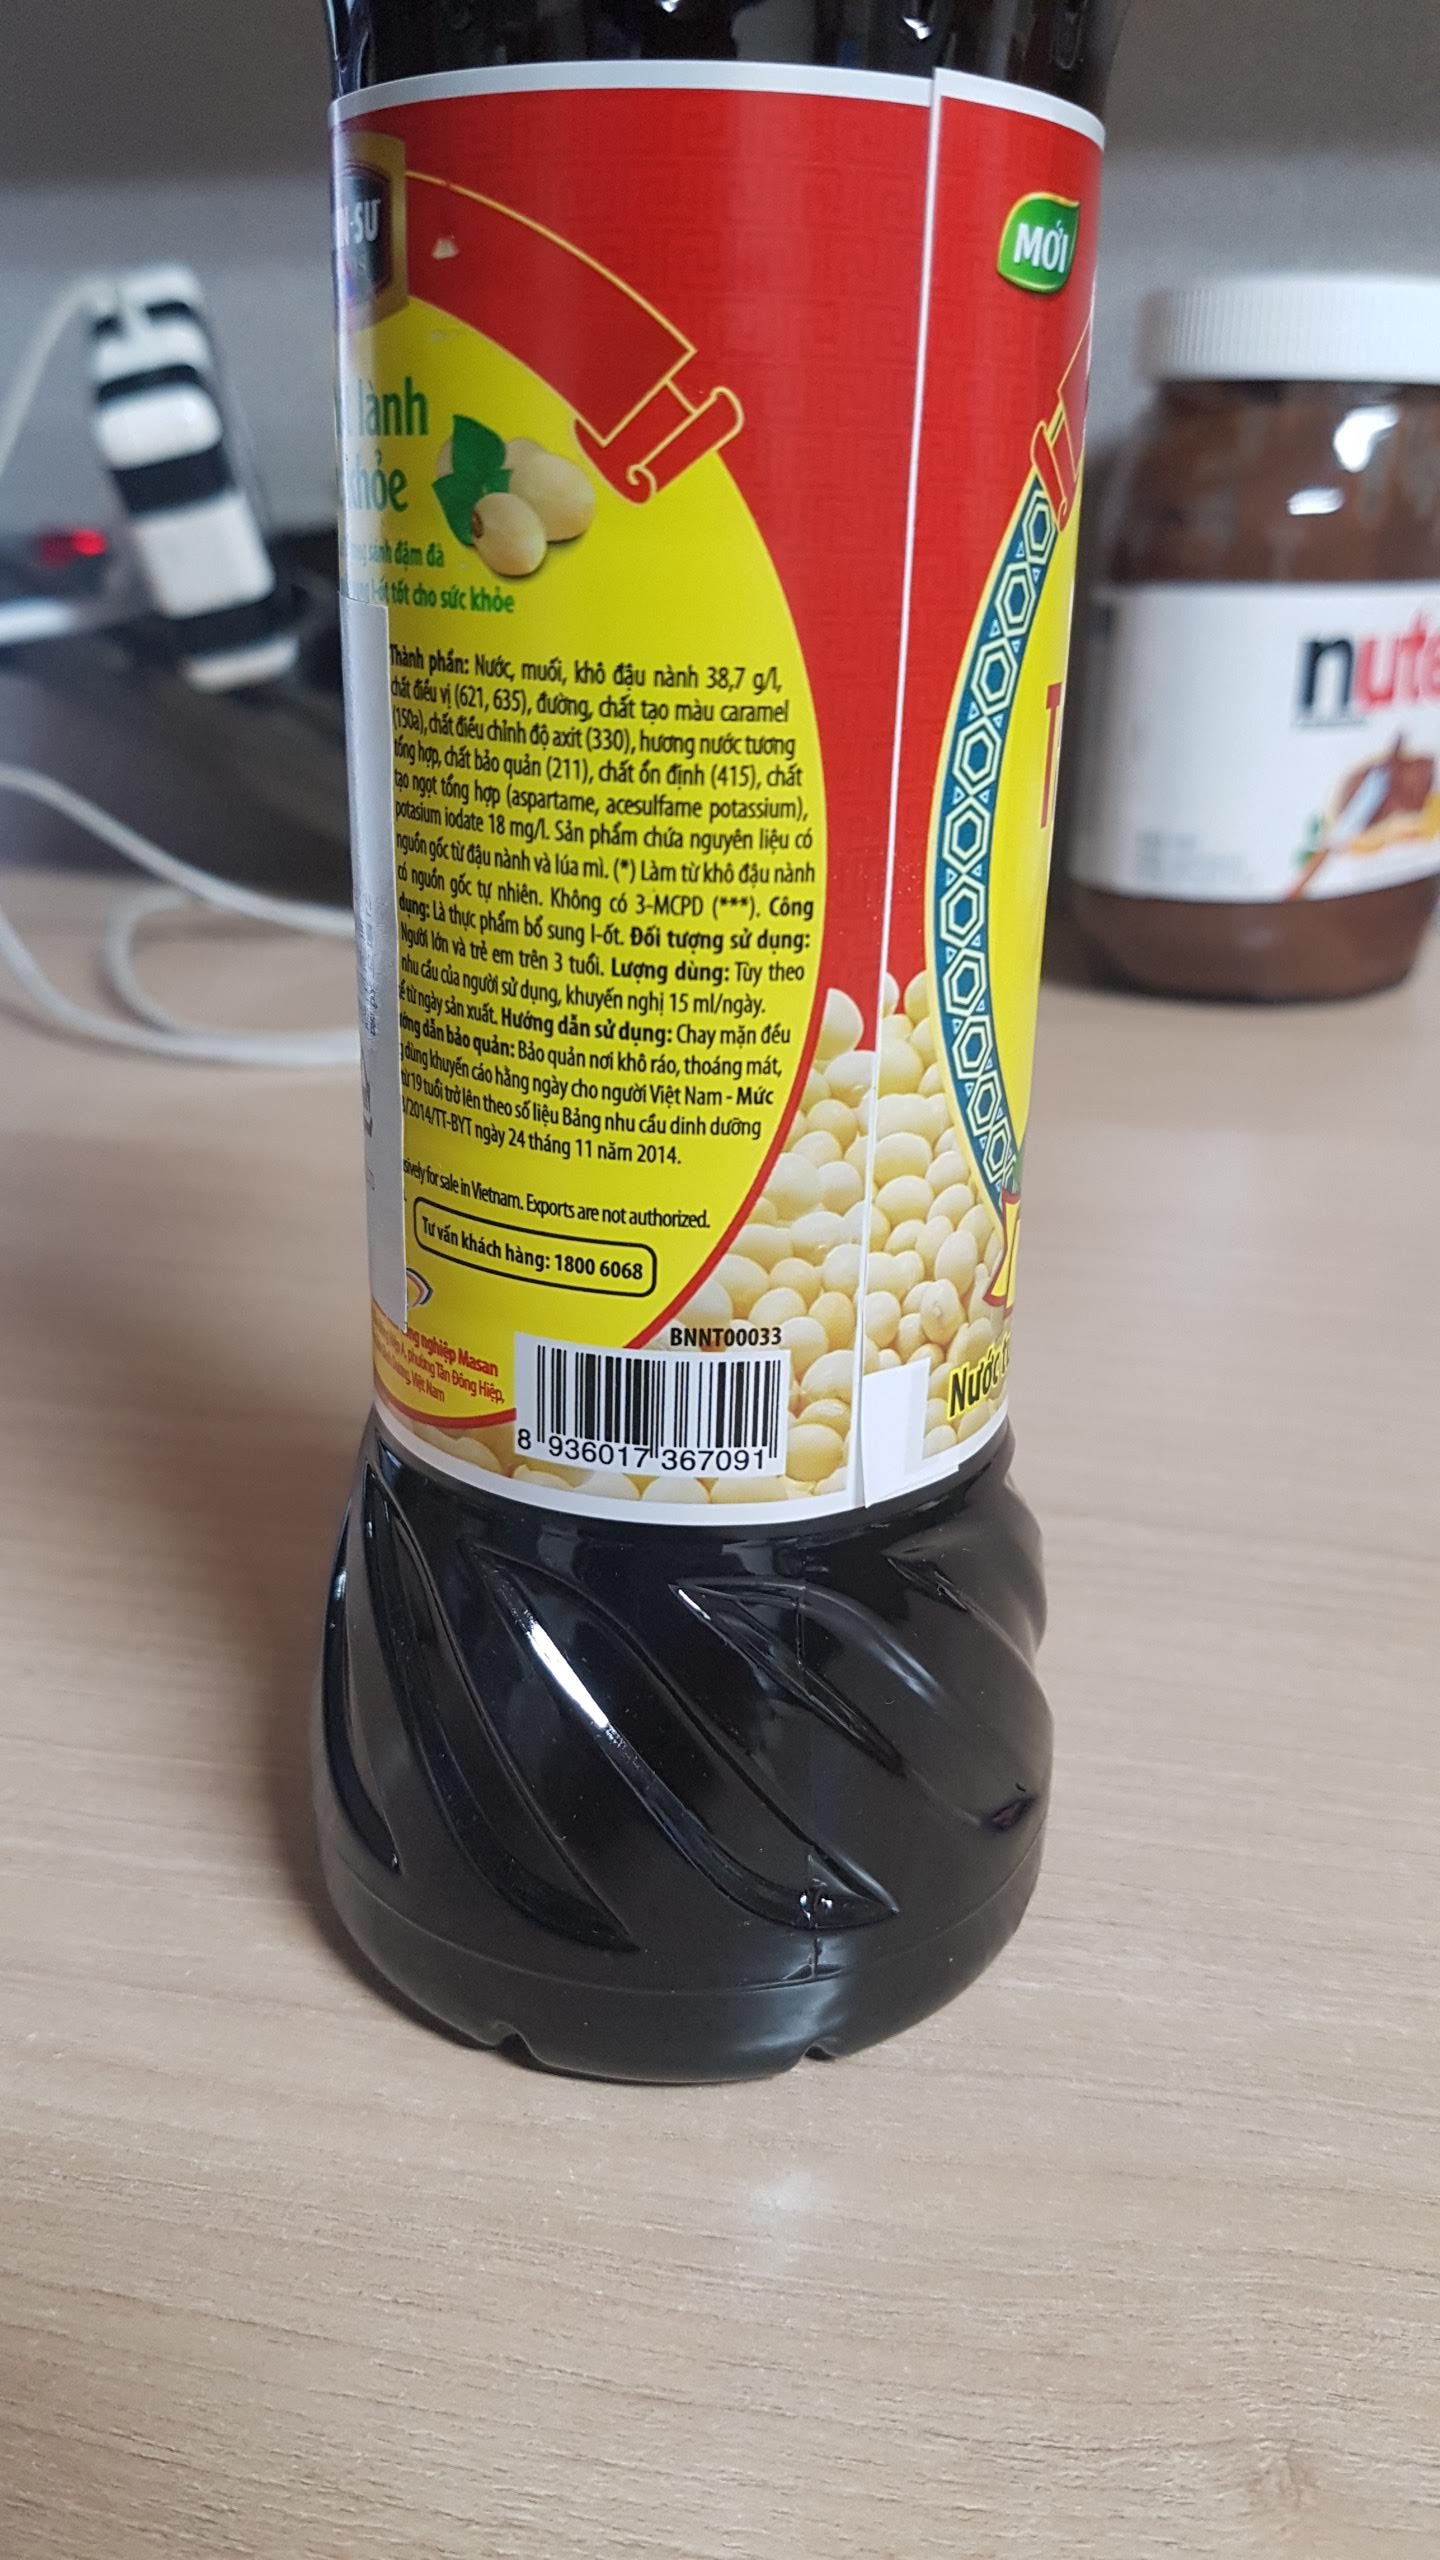 MỚI
lành
khỏe
đậm đà
tốt cho sức khỏe
Thành phần: Nước, muối, khô đậu nành 38,7 g/l,
chất điều vị (621, 635), đường, chất tạo màu caramel
(150a), chất điều chỉnh độ axit (330), hương nước tương
tổng hợp, chất bảo quản (211), chất ổn định (415), chất
tạo ngọt tổng hợp (aspartame, acesulfame potassium),
potasium iodate 18 mg/l. Sản phẩm chứa nguyên liệu có
nguồn gốc từ đậu nành và lúa mì. (*) Làm từ khô đậu nành
có nguồn gốc tự nhiên. Không có 3-MCPD (***). Công
dụng: Là thực phẩm bổ sung I-ốt. Đối tượng sử dụng:
Người lớn và trẻ em trên 3 tuổi. Lượng dùng: Tùy theo
nhu cầu của người sử dụng, khuyến nghị 15 ml/ngày.
từ ngày sản xuất. Hướng dẫn sử dụng: Chay mặn đều
dẫn bảo quản: Bảo quản nơi khô ráo, thoáng mát,
dùng khuyến cáo hằng ngày cho người Việt Nam - Mức
từ 19 tuổi trở lên theo số liệu Bảng nhu cầu dinh dưỡng
/2014/TT-BYT ngày 24 tháng 11 năm 2014.
for sale in Vietnam. Exports are not authorized.
Tư vấn khách hàng: 1800 6068
nghiệp Masan
A, phường Tân Đông Hiệp,
Việt Nam
BNNT00033
8 936017 367091
Nước
nute